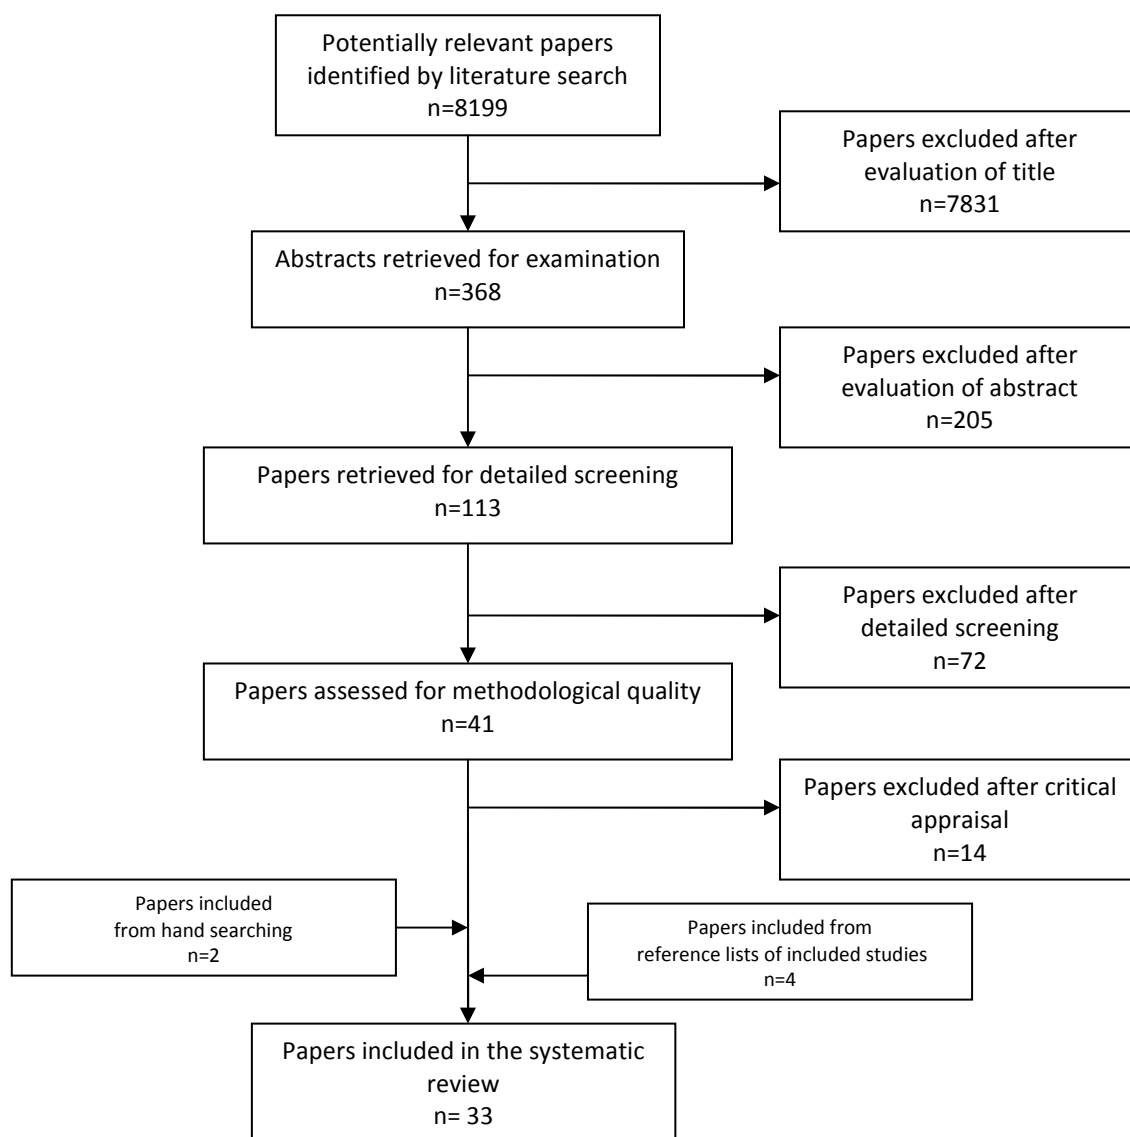 Potentially relevant papers
identified by literature search
n=8199
Papers excluded after
evaluation of title
n=7831
Abstracts retrieved for examination
n=368
Papers excluded after
evaluation of abstract
n=205
Papers retrieved for detailed screening
n=113
Papers excluded after
detailed screening
n=72
Papers assessed for methodological quality
n=41
Papers excluded after critical
appraisal
n=14
Papers included
from hand searching
n=2
Papers included from
reference lists of included studies
n=4
Papers included in the systematic
review
n= 33